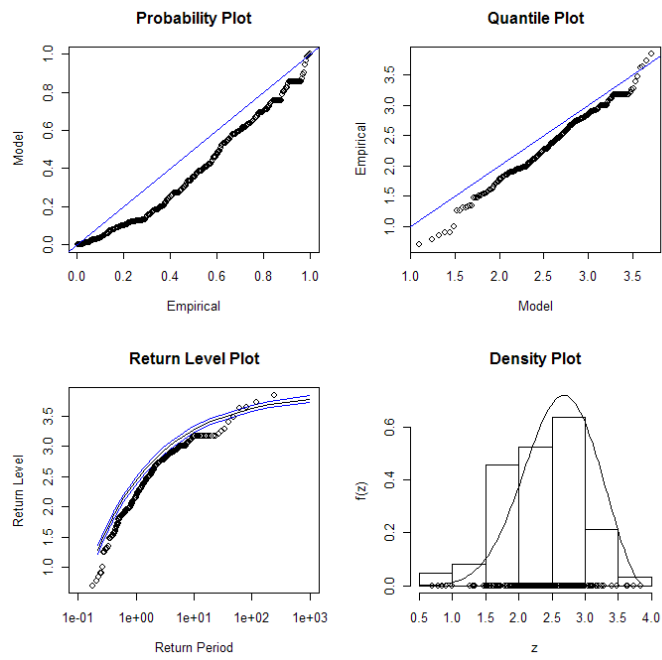 Probability Plot
Model
0.0 0.2 0.4 0.6 0.8 1.0
0.0 0.2 0.4 0.6 0.8 1.0
Empirical
Quantile Plot
Empirical
1.0 1.5 2.0 2.5 3.0 3.5
1.0 1.5 2.0 2.5 3.0 3.5
Model
Return Level Plot
Return Level
1.0 1.5 2.0 2.5 3.0 3.5
1e-01 1e+00 1e+01 1e+02 1e+03
Return Period
Density Plot
f(z)
0.0 0.2 0.4 0.6
0.5 1.0 1.5 2.0 2.5 3.0 3.5 4.0
z